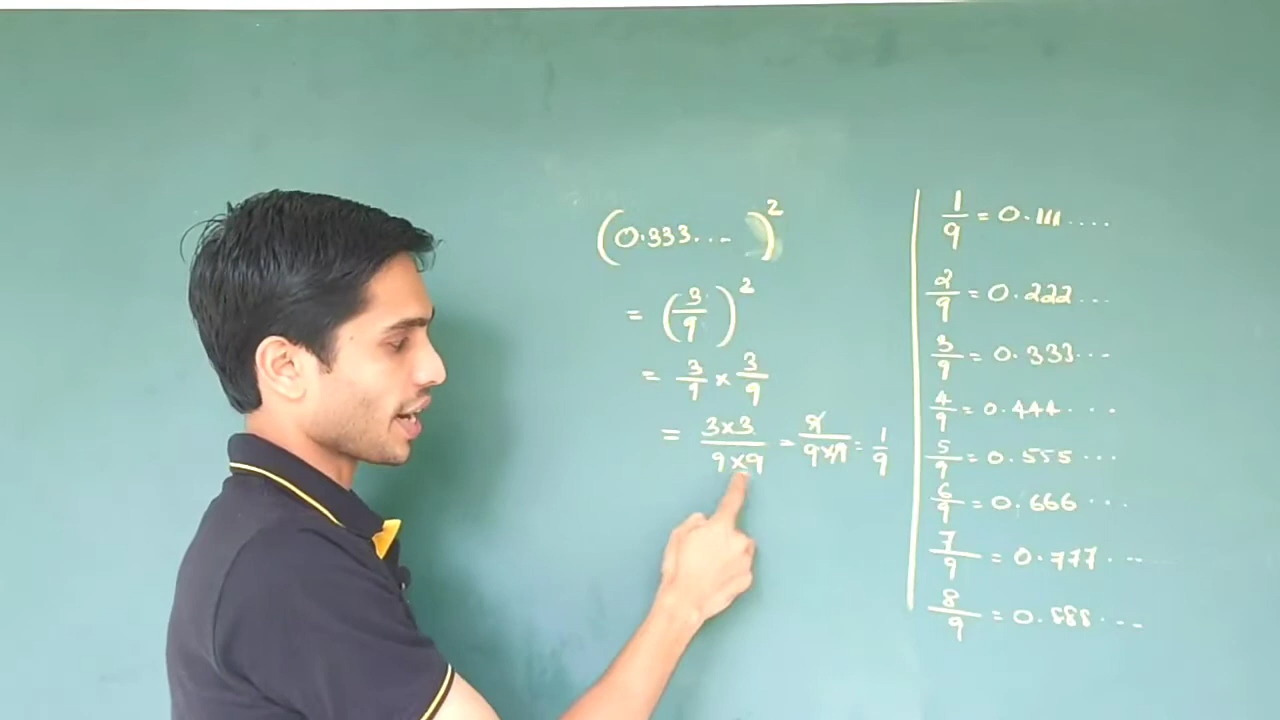 (0.333...)²
= (3/9)²
= 3/9 × 3/9
= 3×3/9×9 = 9/9×9 = 1/9
1/9 = 0.111....
2/9 = 0.222...
3/9 = 0.333...
4/9 = 0.444...
5/9 = 0.555...
6/9 = 0.666...
7/9 = 0.777...
8/9 = 0.888...